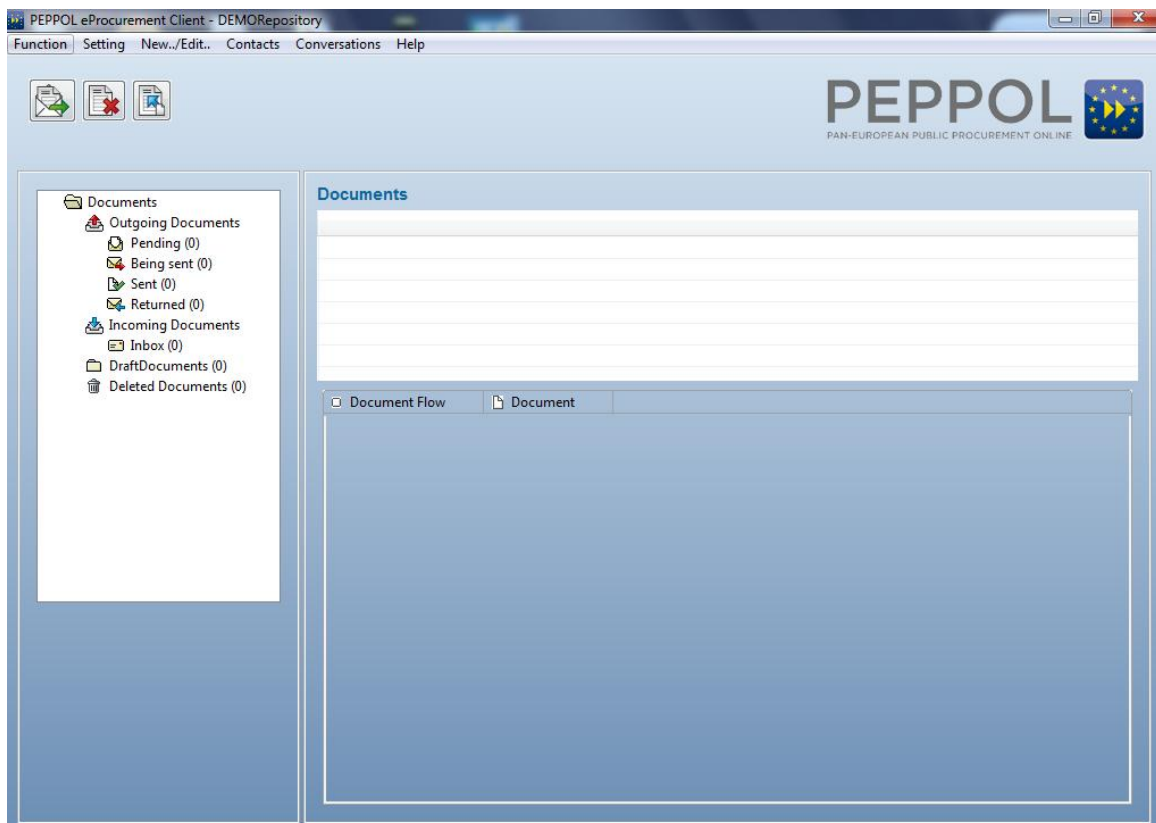 PEPPOL eProcurement Client - DEMORepository
Function Setting New../Edit.. Contacts Conversations Help
PEPPOL
PAN-EUROPEAN PUBLIC PROCUREMENT ONLINE
Documents
Outgoing Documents
Pending (0)
Being sent (0)
Sent (0)
Returned (0)
Incoming Documents
Inbox (0)
DraftDocuments (0)
Deleted Documents (0)
Documents
Document Flow Document